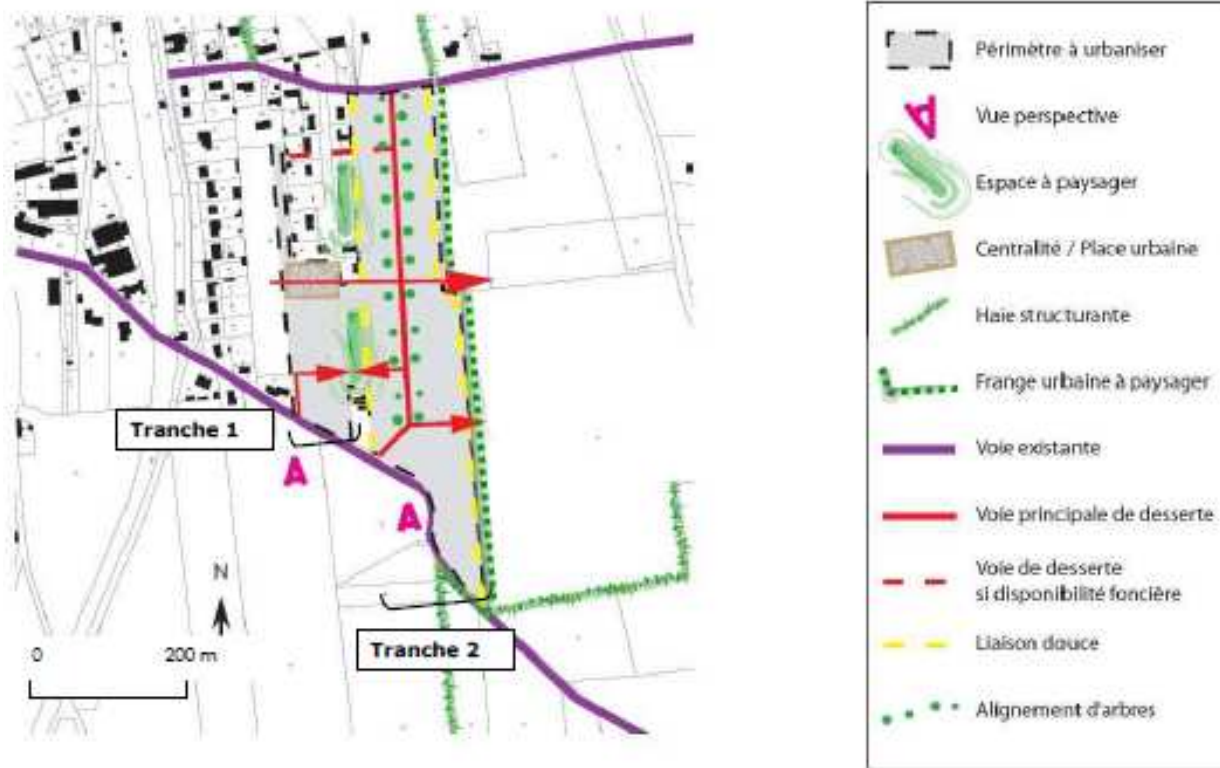 Tranche 1
N
0 200 m
Tranche 2
Périmètre à urbaniser
Vue perspective
Espace à paysager
Centralité / Place urbaine
Haie structurante
Frange urbaine à paysager
Voie existante
Voie principale de desserte
Voie de desserte
si disponibilité foncière
Liaison douce
Alignement d'arbres